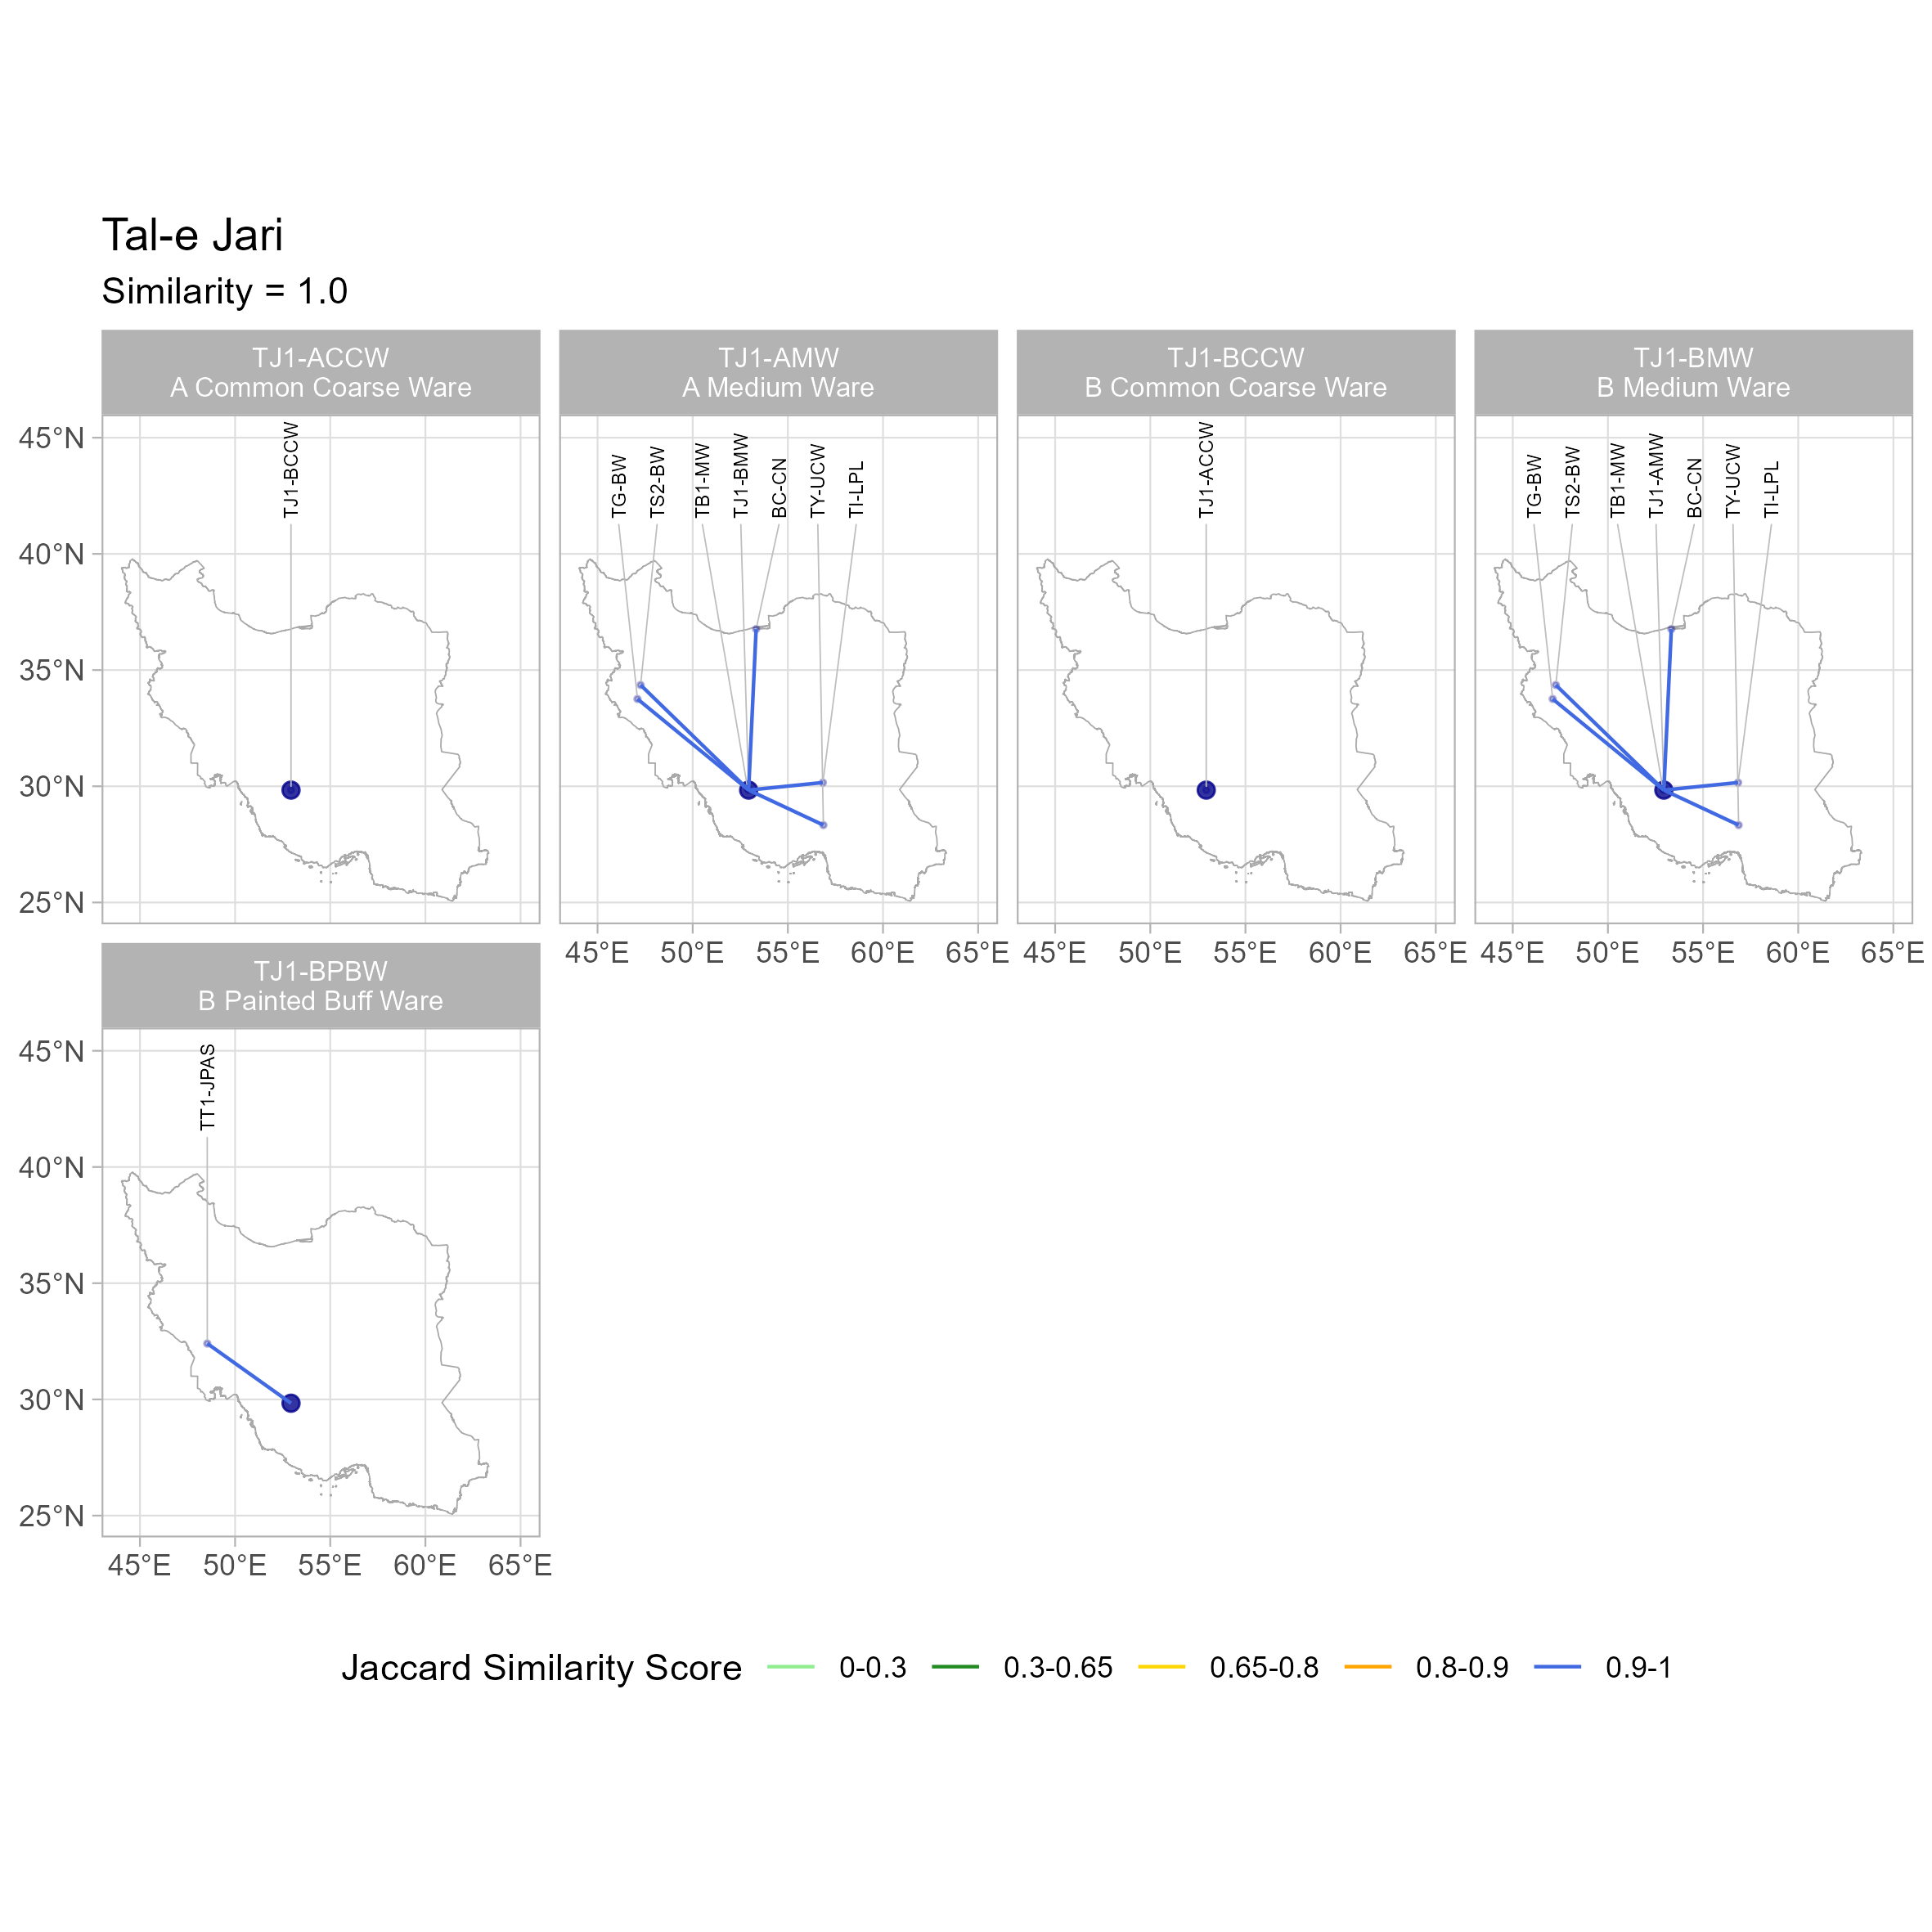 Tal-e Jari
Similarity = 1.0
TJ1-ACCW
A Common Coarse Ware
TJ1-AMW
A Medium Ware
TJ1-BCCW
B Common Coarse Ware
TJ1-BMW
B Medium Ware
45°N
40°N
35°N
30°N
25°N
TJ1-BCCW
TG-BW
TS2-BW
TB1-MW
TJ1-BMW
BC-CN
TY-UCW
TI-LPL
TJ1-ACCW
TG-BW
TS2-BW
TB1-MW
TJ1-AMW
BC-CN
TY-UCW
TI-LPL
45°E 50°E 55°E 60°E 65°E
45°E 50°E 55°E 60°E 65°E
45°E 50°E 55°E 60°E 65°E
TJ1-BPBW
B Painted Buff Ware
45°N
40°N
35°N
30°N
25°N
TT1-JPAS
45°E 50°E 55°E 60°E 65°E
Jaccard Similarity Score 0-0.3 0.3-0.65 0.65-0.8 0.8-0.9 0.9-1